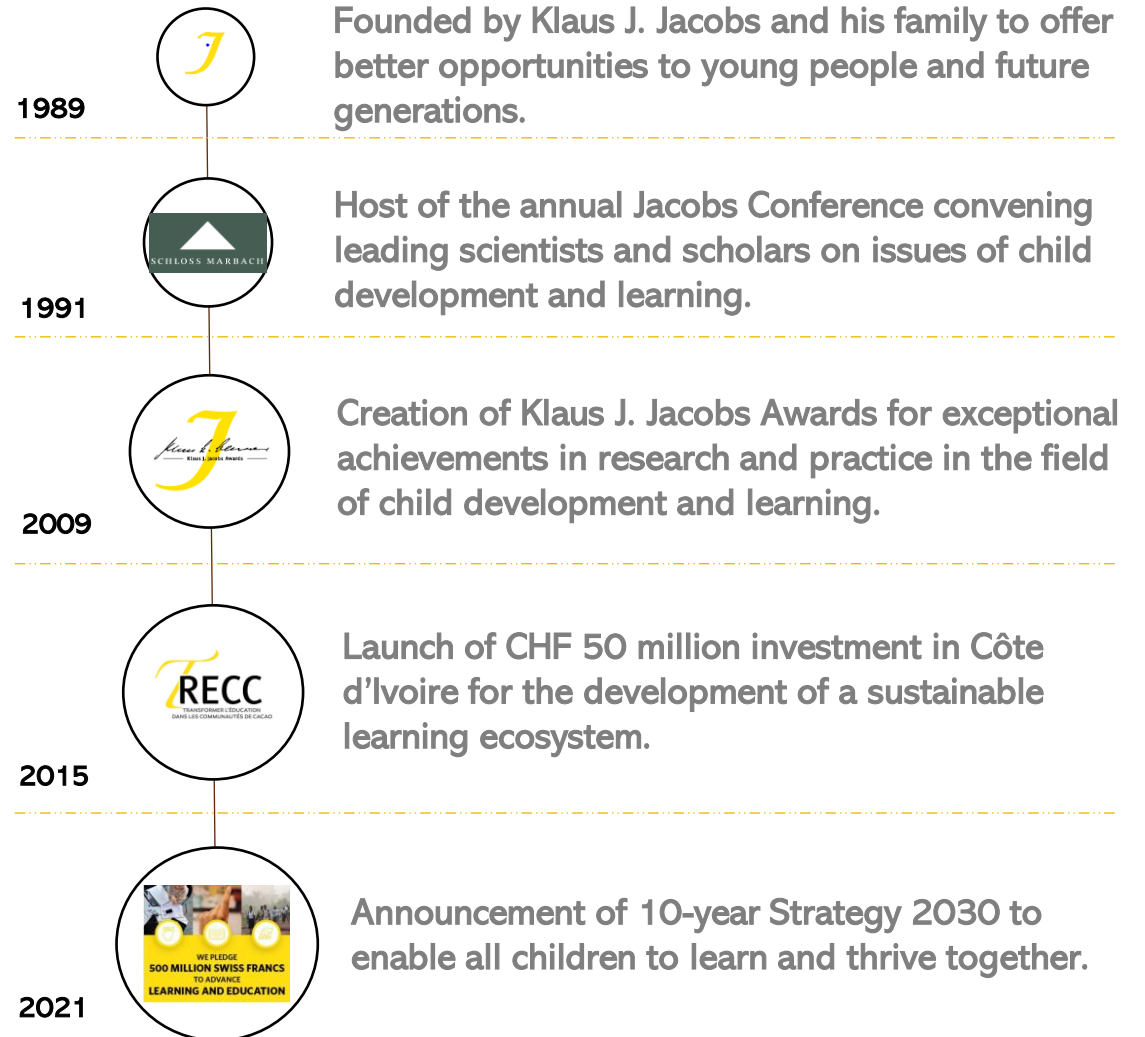 J
Founded by Klaus J. Jacobs and his family to offer
better opportunities to young people and future
generations.
1989
SCHLOSS MARBACH
Host of the annual Jacobs Conference convening
leading scientists and scholars on issues of child
development and learning.
1991
J
Klaus J. Jacobs Awards
Creation of Klaus J. Jacobs Awards for exceptional
achievements in research and practice in the field
of child development and learning.
2009
TRECC
TRANSFORMER L'ÉDUCATION
DANS LES COMMUNAUTÉS DE CACAO
Launch of CHF 50 million investment in Côte
d'Ivoire for the development of a sustainable
learning ecosystem.
2015
WE PLEDGE
500 MILLION SWISS FRANCS
TO ADVANCE
LEARNING AND EDUCATION
Announcement of 10-year Strategy 2030 to
enable all children to learn and thrive together.
2021